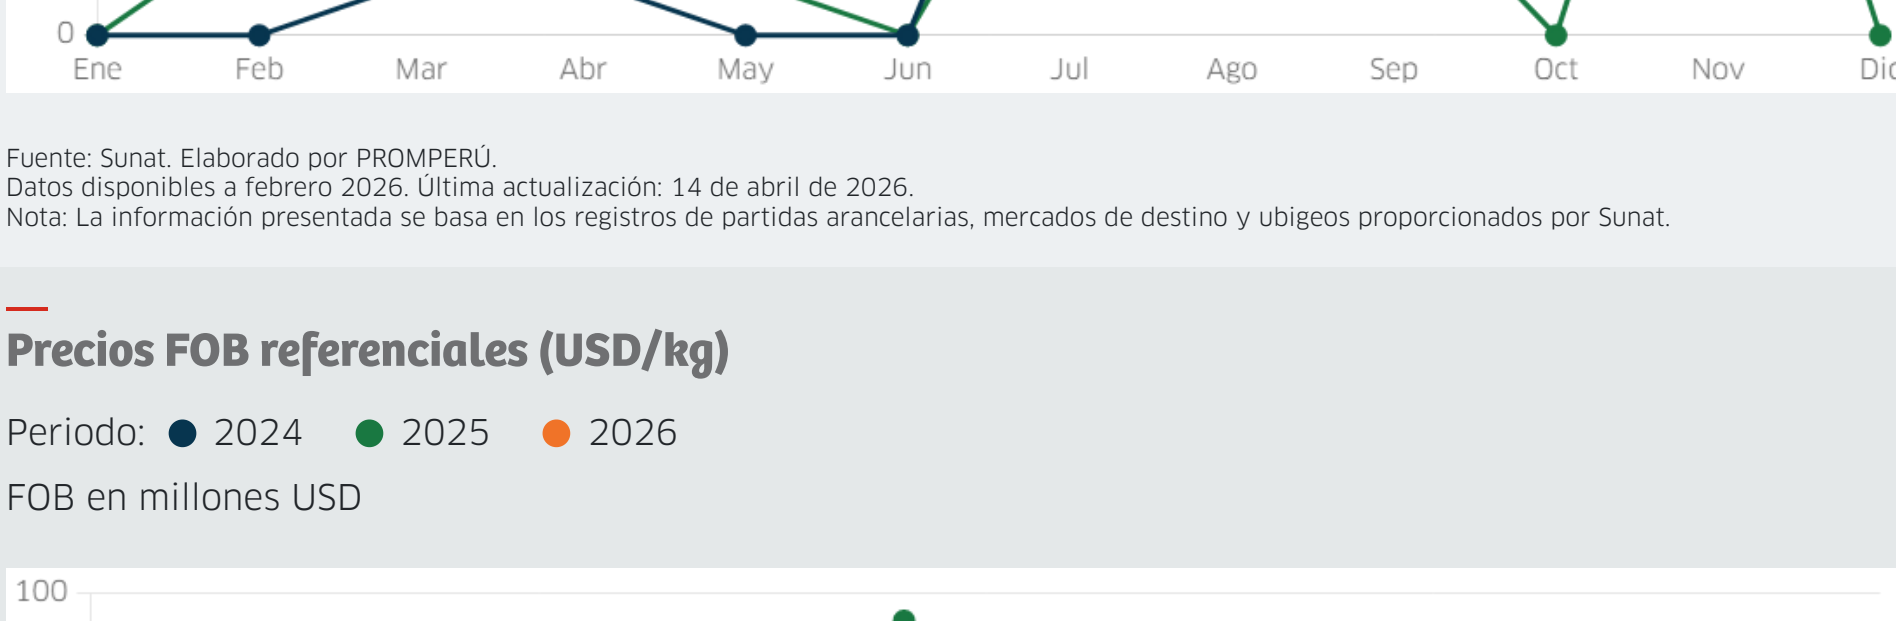 0
Ene Feb Mar Abr May Jun Jul Ago Sep Oct Nov
Fuente: Sunat. Elaborado por PROMPERÚ.
Datos disponibles a febrero 2026. Última actualización: 14 de abril de 2026.
Nota: La información presentada se basa en los registros de partidas arancelarias, mercados de destino y ubigeos proporcionados por Sunat.
Precios FOB referenciales (USD/kg)
Periodo: 2024 2025 2026
FOB en millones USD
100